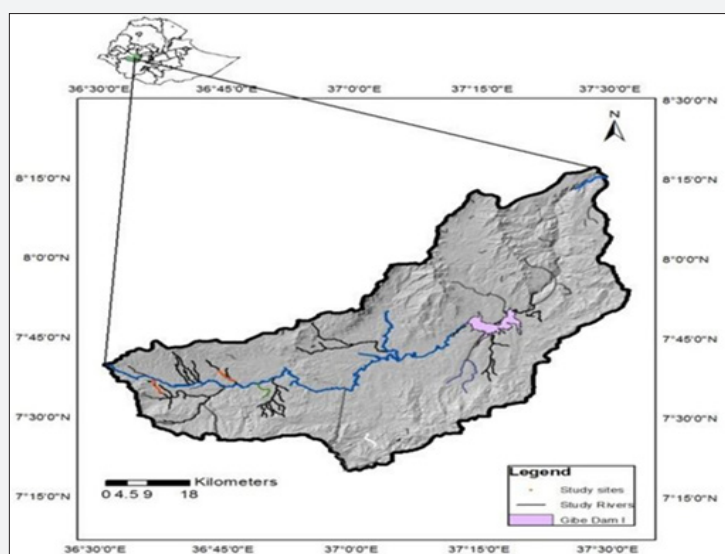 36°30'0"E 36°45'0"E 37°0'0"E 37°15'0"E 37°30'0"E
8°30'0"N
N
8°15'0"N 8°15'0"N
8°0'0"N 8°0'0"N
7°45'0"N 7°45'0"N
7°30'0"N 7°30'0"N
Kilometers
0 4.5 9 18
Legend
Study sites
Study Rivers
Gibe Dam I
7°15'0"N 7°15'0"N
36°30'0"E 36°45'0"E 37°0'0"E 37°15'0"E 37°30'0"E